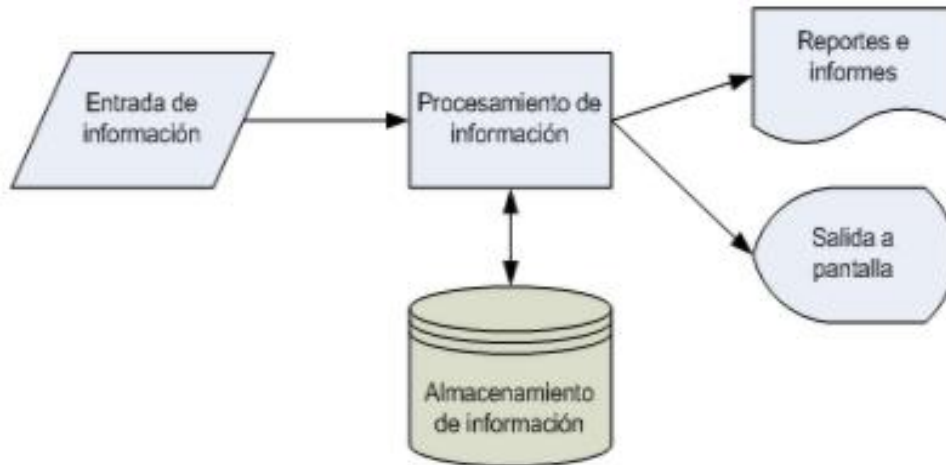 Entrada de
información
Procesamiento de
información
Reportes e
informes
Salida a
pantalla
Almacenamiento
de información